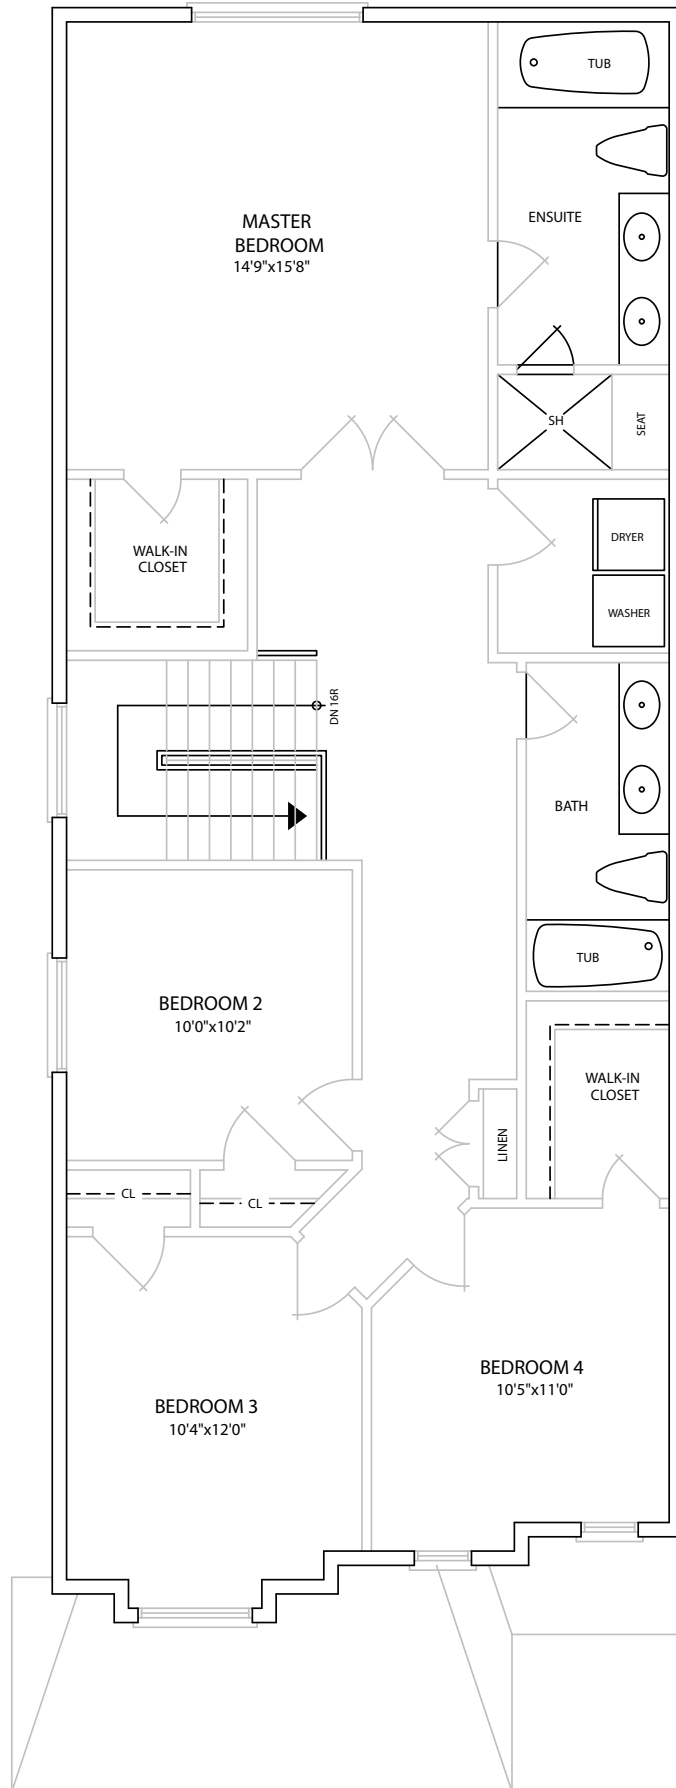 TUB
ENSUITE
MASTER
BEDROOM
14'9"x15'8"
SH
SEAT
WALK-IN
CLOSET
DRYER
WASHER
DN 16R
BATH
TUB
BEDROOM 2
10'0"x10'2"
WALK-IN
CLOSET
LINEN
CL
CL
BEDROOM 4
10'5"x11'0"
BEDROOM 3
10'4"x12'0"